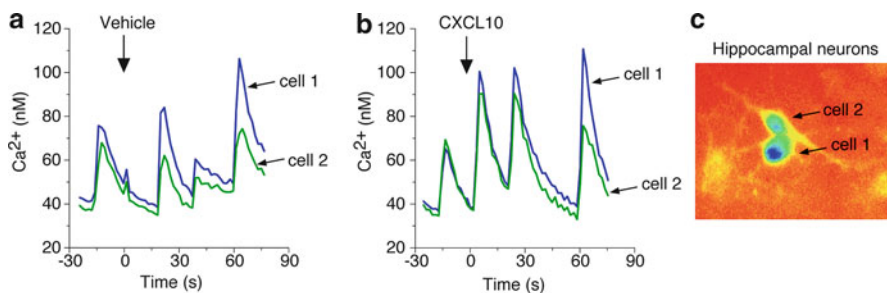 a
Vehicle
120
100
80
60
40
20
Ca2+ (nM)
-30
0
30
60
90
Time (s)
cell 1
cell 2
b
CXCL10
120
100
80
60
40
20
Ca2+ (nM)
-30
0
30
60
90
Time (s)
cell 1
cell 2
c
Hippocampal neurons
cell 2
cell 1